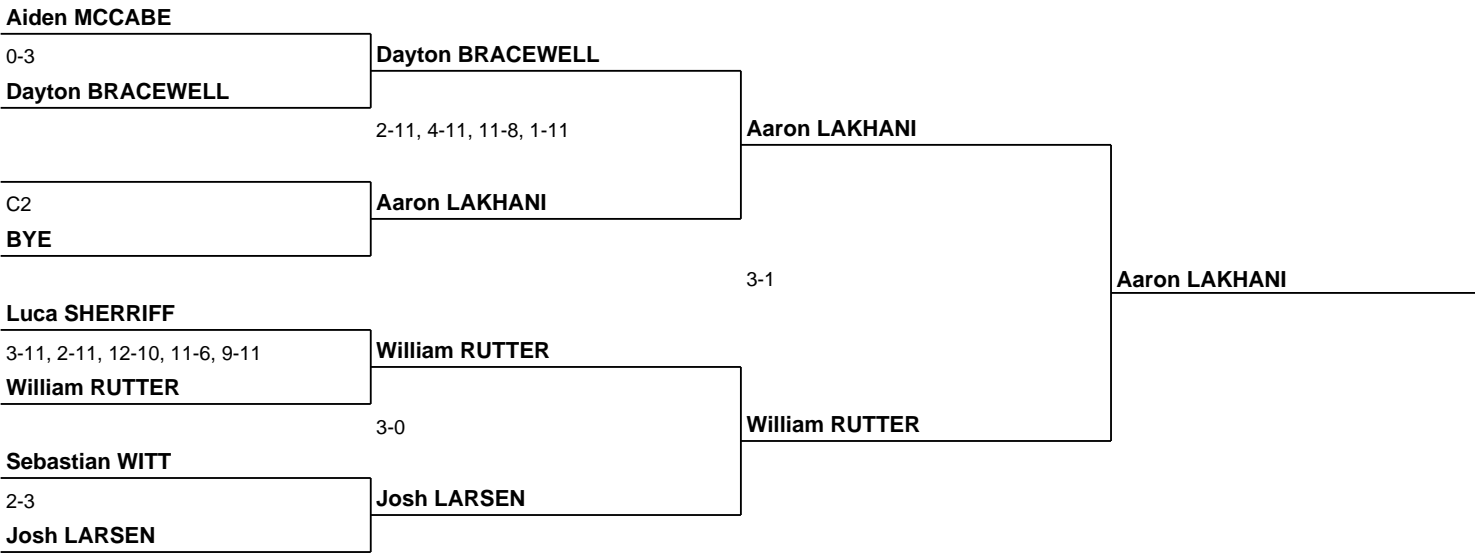 Aiden MCCABE
0-3
Dayton BRACEWELL
Dayton BRACEWELL
2-11, 4-11, 11-8, 1-11
Aaron LAKHANI
C2
Aaron LAKHANI
BYE
3-1
Aaron LAKHANI
Luca SHERRIFF
3-11, 2-11, 12-10, 11-6, 9-11
William RUTTER
William RUTTER
3-0
William RUTTER
Sebastian WITT
2-3
Josh LARSEN
Josh LARSEN